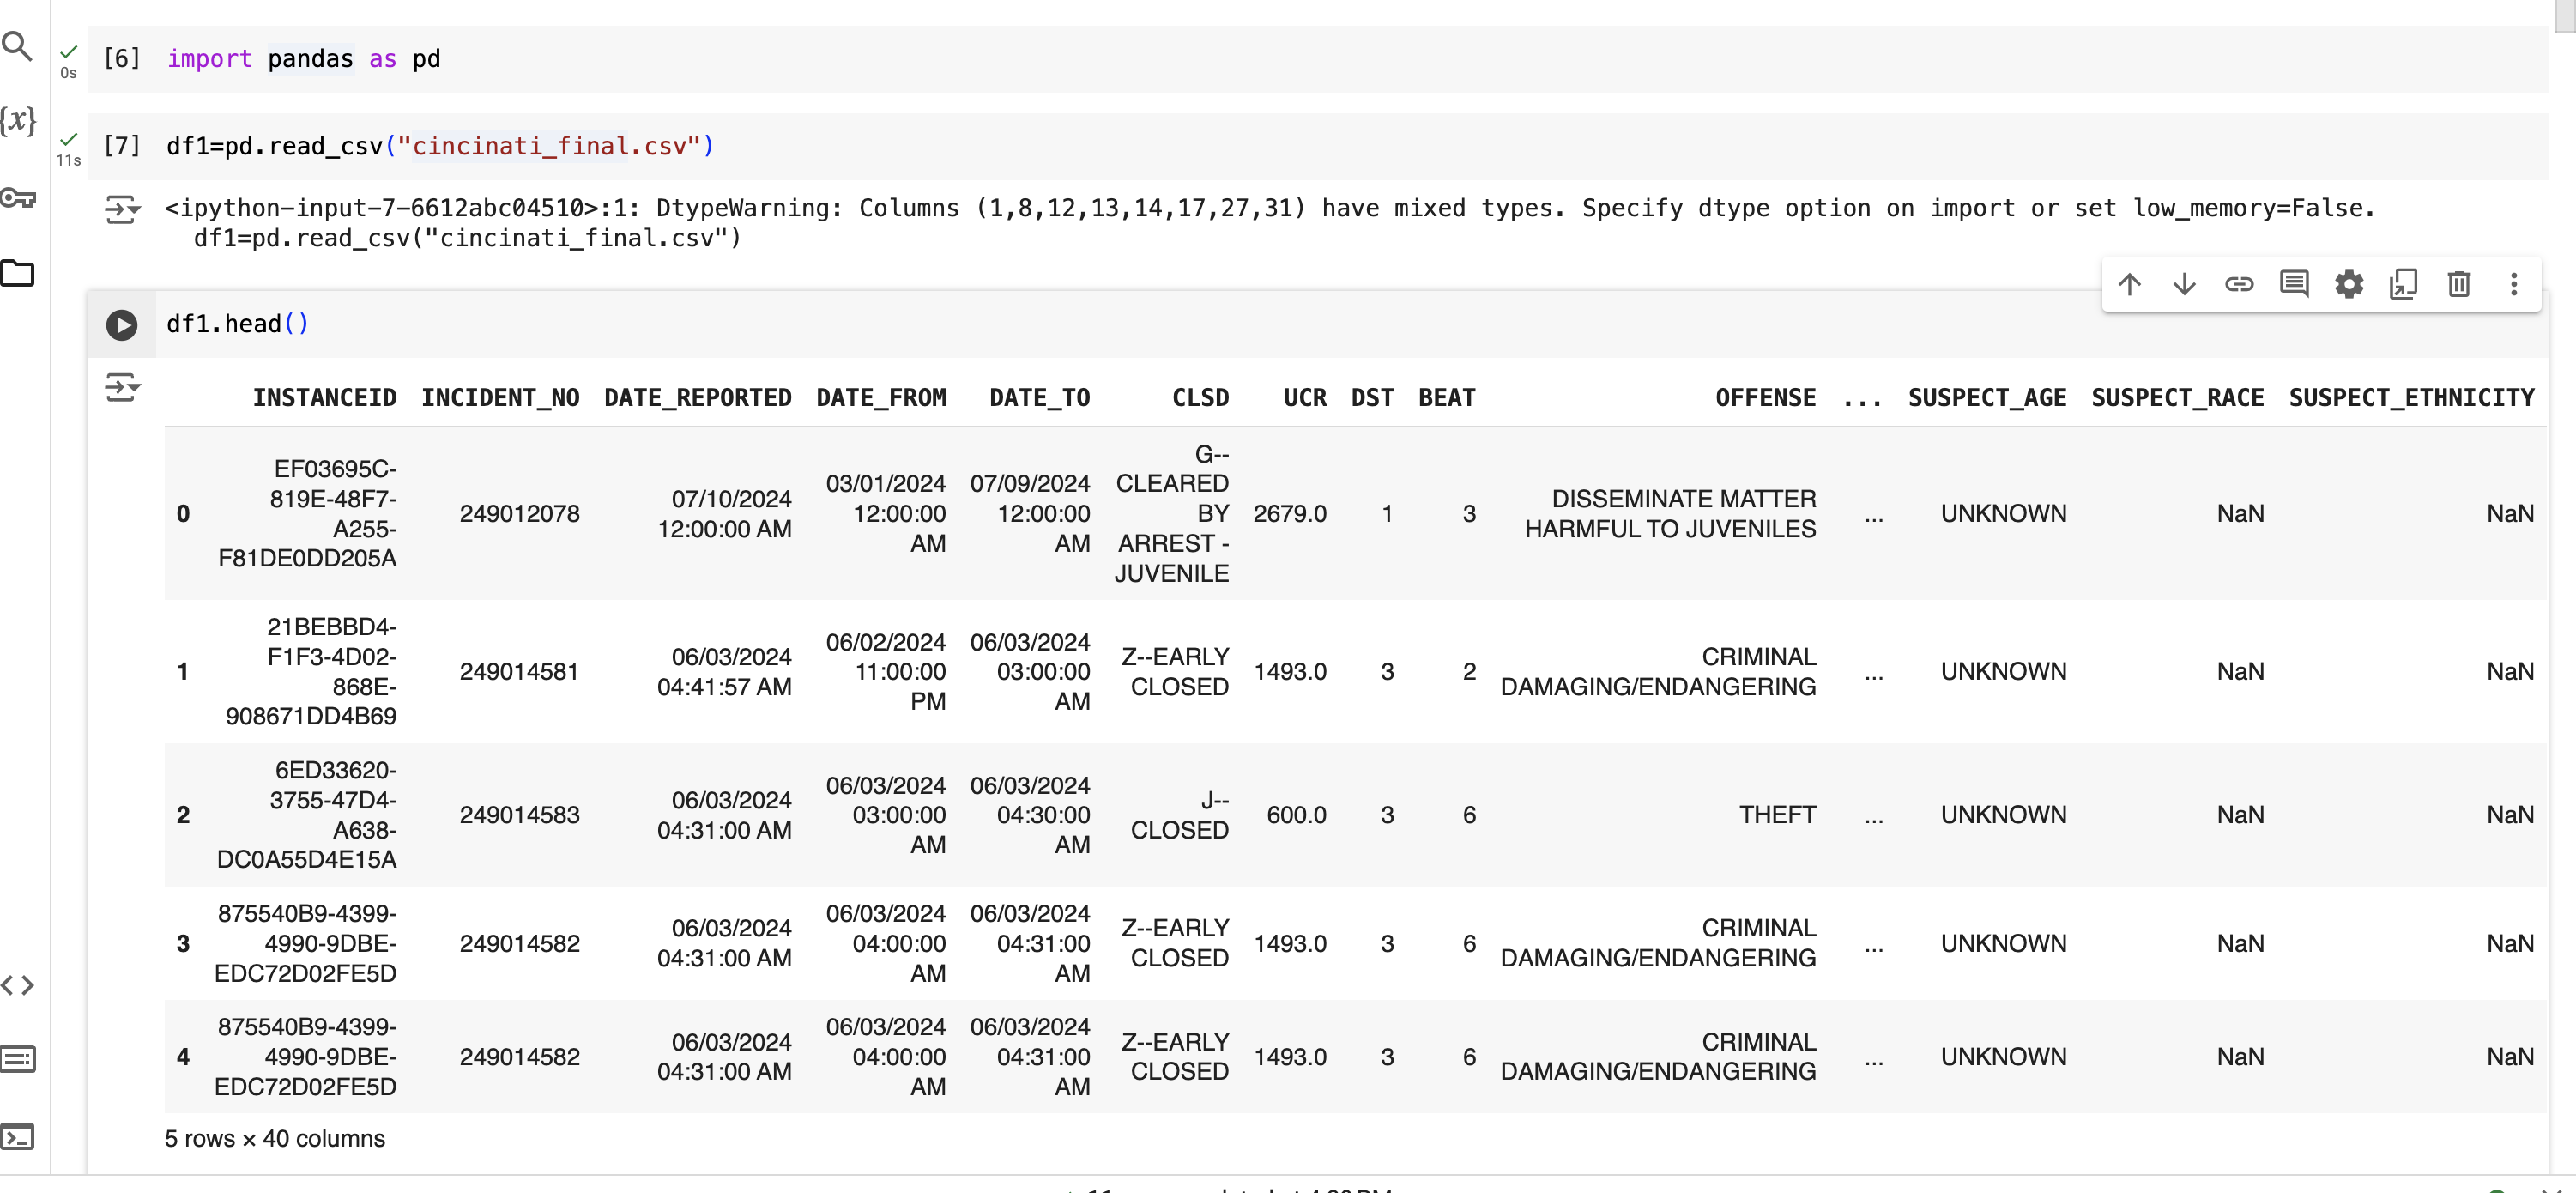 [6] import pandas as pd
0s
[7] df1=pd.read_csv("cincinati_final.csv")
11s
{x}
<ipython-input-7-6612abc04510>:1: DtypeWarning: Columns (1,8,12,13,14,17,27,31) have mixed types. Specify dtype option on import or set low_memory=False.
df1=pd.read_csv("cincinati_final.csv")
df1.head()
INSTANCEID INCIDENT_NO DATE_REPORTED DATE_FROM DATE_TO CLSD UCR DST BEAT OFFENSE ... SUSPECT_AGE SUSPECT_RACE SUSPECT_ETHNICITY
0 EF03695C-819E-48F7-A255-F81DE0DD205A 249012078 07/10/2024 12:00:00 AM 03/01/2024 12:00:00 AM 07/09/2024 12:00:00 AM G--CLEARED BY ARREST - JUVENILE 2679.0 1 3 DISSEMINATE MATTER HARMFUL TO JUVENILES ... UNKNOWN NaN NaN
1 21BEBBD4-F1F3-4D02-868E-908671DD4B69 249014581 06/03/2024 04:41:57 AM 06/02/2024 11:00:00 PM 06/03/2024 03:00:00 AM Z--EARLY CLOSED 1493.0 3 2 CRIMINAL DAMAGING/ENDANGERING ... UNKNOWN NaN NaN
2 6ED33620-3755-47D4-A638-DC0A55D4E15A 249014583 06/03/2024 04:31:00 AM 06/03/2024 03:00:00 AM 06/03/2024 04:30:00 AM J--CLOSED 600.0 3 6 THEFT ... UNKNOWN NaN NaN
3 875540B9-4399-4990-9DBE-EDC72D02FE5D 249014582 06/03/2024 04:31:00 AM 06/03/2024 04:00:00 AM 06/03/2024 04:31:00 AM Z--EARLY CLOSED 1493.0 3 6 CRIMINAL DAMAGING/ENDANGERING ... UNKNOWN NaN NaN
4 875540B9-4399-4990-9DBE-EDC72D02FE5D 249014582 06/03/2024 04:31:00 AM 06/03/2024 04:00:00 AM 06/03/2024 04:31:00 AM Z--EARLY CLOSED 1493.0 3 6 CRIMINAL DAMAGING/ENDANGERING ... UNKNOWN NaN NaN
5 rows × 40 columns